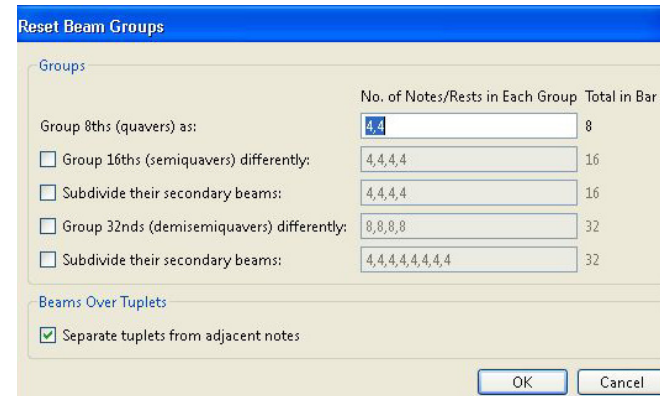 Reset Beam Groups
Groups
No. of Notes/Rests in Each Group Total in Bar
Group 8ths (quavers) as: 4,4 8
Group 16ths (semiquavers) differently: 4,4,4,4 16
Subdivide their secondary beams: 4,4,4,4 16
Group 32nds (demisemiquavers) differently: 8,8,8,8 32
Subdivide their secondary beams: 4,4,4,4,4,4,4,4 32
Beams Over Tuplets
Separate tuplets from adjacent notes
OK Cancel